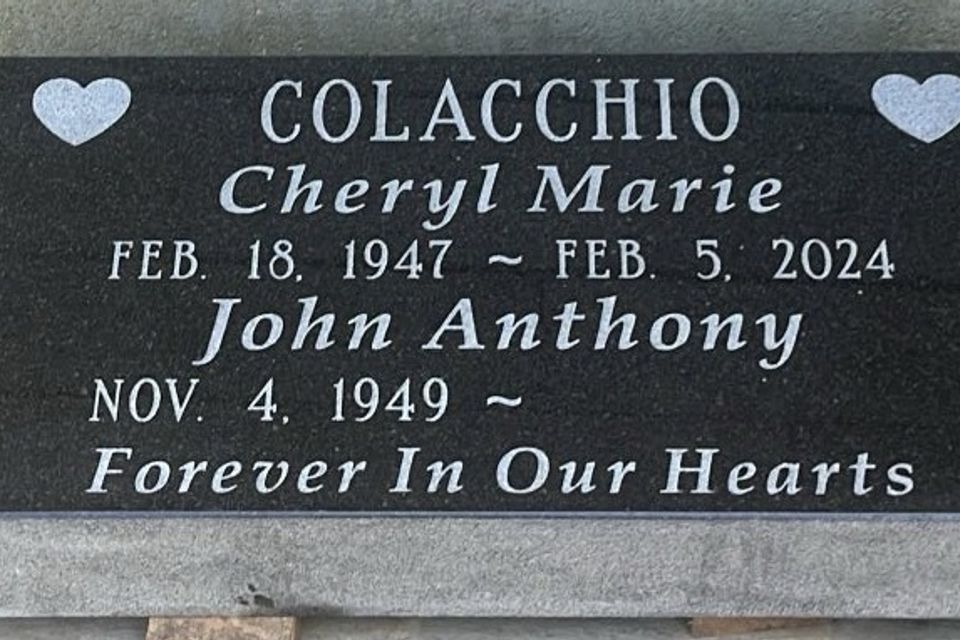 COLACCHIO
Cheryl Marie
FEB. 18, 1947 ~ FEB. 5, 2024
John Anthony
NOV. 4, 1949 ~
Forever In Our Hearts